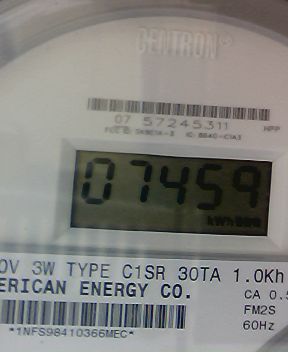 CENTRON®
07 57245311
07459
kWh
0V 3W TYPE C1SR 30TA 1.0Kh
ERICAN ENERGY CO.
CA 0.5
FM2S
60Hz
*1NFS98410366MEC*